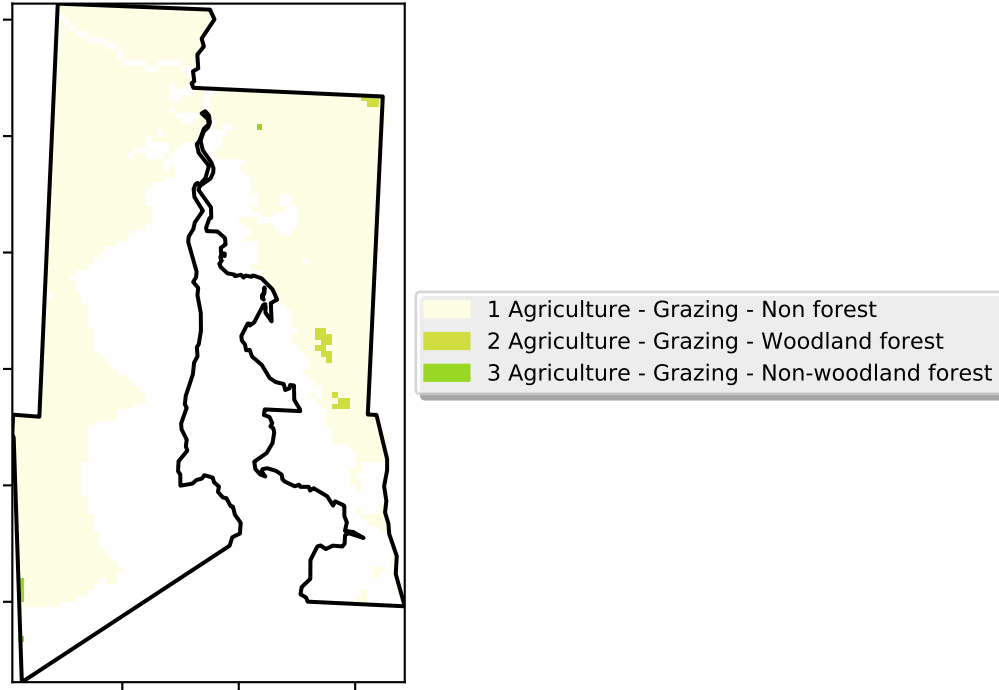 1 Agriculture - Grazing - Non forest
2 Agriculture - Grazing - Woodland forest
3 Agriculture - Grazing - Non-woodland forest